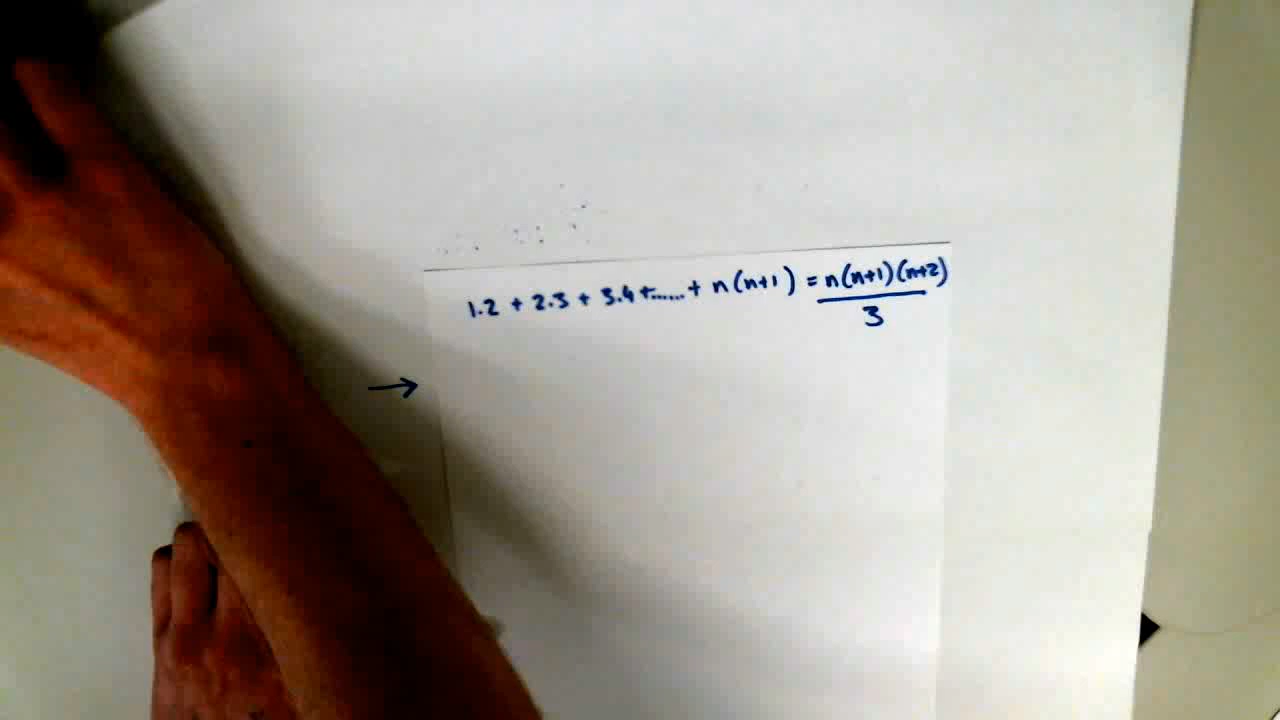 1.2 + 2.3 + 3.4 +......+ n(n+1) = n(n+1)(n+2)
3
→